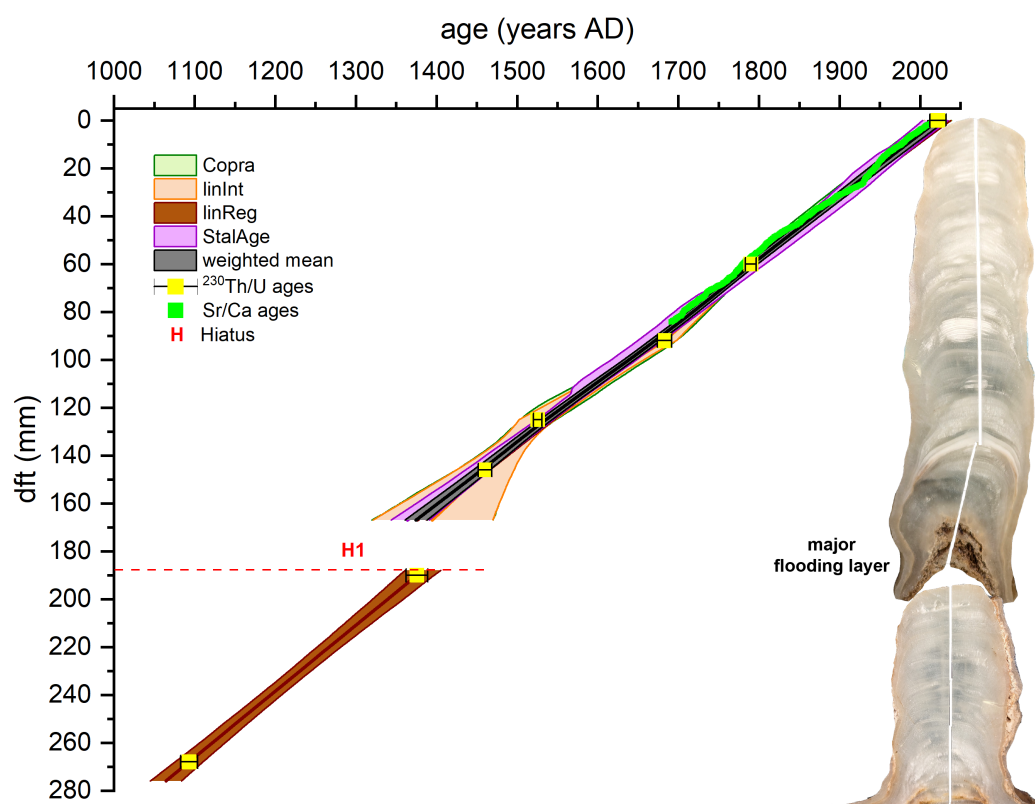 age (years AD)
1000 1100 1200 1300 1400 1500 1600 1700 1800 1900 2000
0
20
40
60
80
100
120
140
160
180
200
220
240
260
280
dft (mm)
Copra
linInt
linReg
StalAge
weighted mean
²³⁰Th/U ages
Sr/Ca ages
H Hiatus
H1
major
flooding layer